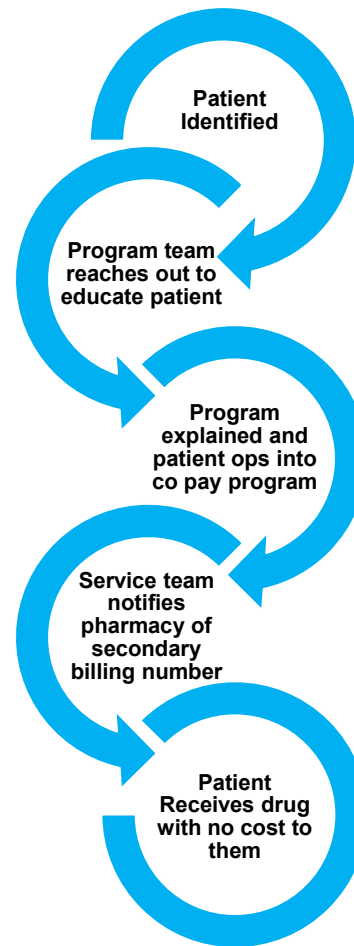 Patient
Identified
Program team
reaches out to
educate patient
Program
explained and
patient ops into
co pay program
Service team
notifies
pharmacy of
secondary
billing number
Patient
Receives drug
with no cost to
them